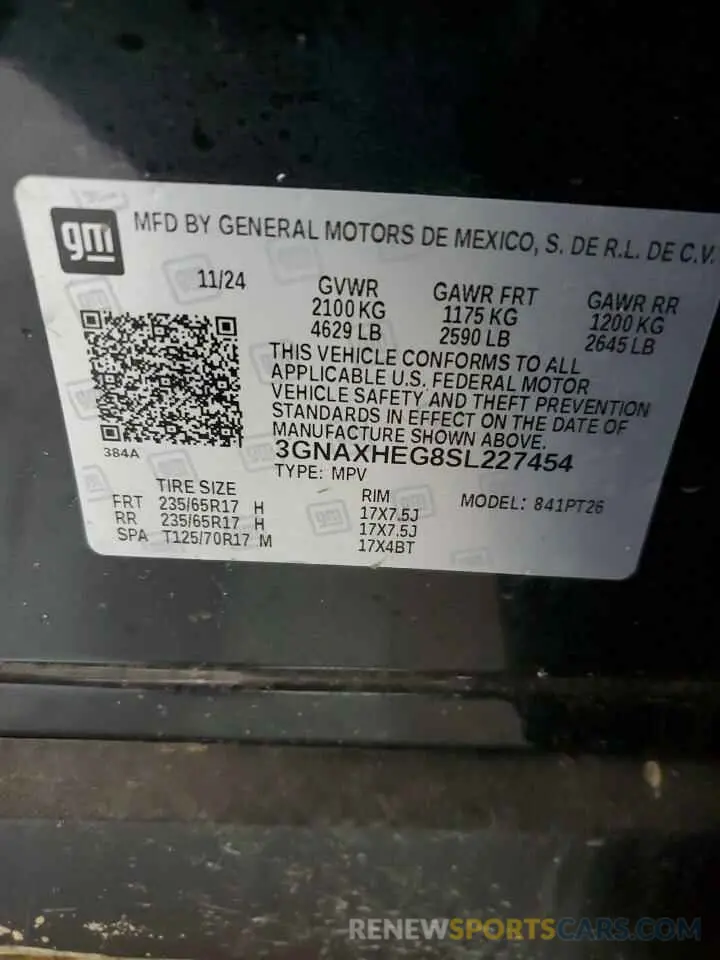 gm
MFD BY GENERAL MOTORS DE MEXICO, S. DE R.L. DE C.V.
11/24
GVWR
2100 KG
4629 LB
GAWR FRT
1175 KG
2590 LB
GAWR RR
1200 KG
2645 LB
THIS VEHICLE CONFORMS TO ALL
APPLICABLE U.S. FEDERAL MOTOR
VEHICLE SAFETY AND THEFT PREVENTION
STANDARDS IN EFFECT ON THE DATE OF
MANUFACTURE SHOWN ABOVE.
384A
3GNAXHEG8SL227454
TYPE: MPV
MODEL: 841PT26
TIRE SIZE RIM
FRT 235/65R17 H 17X7.5J
RR 235/65R17 H 17X7.5J
SPA T125/70R17 M 17X4BT
RENEWSPORTSCARS.COM